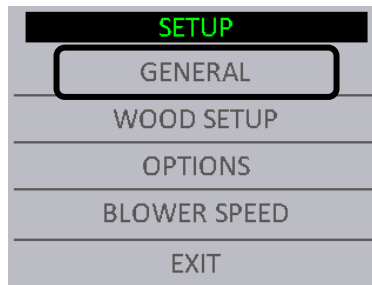 SETUP
GENERAL
WOOD SETUP
OPTIONS
BLOWER SPEED
EXIT